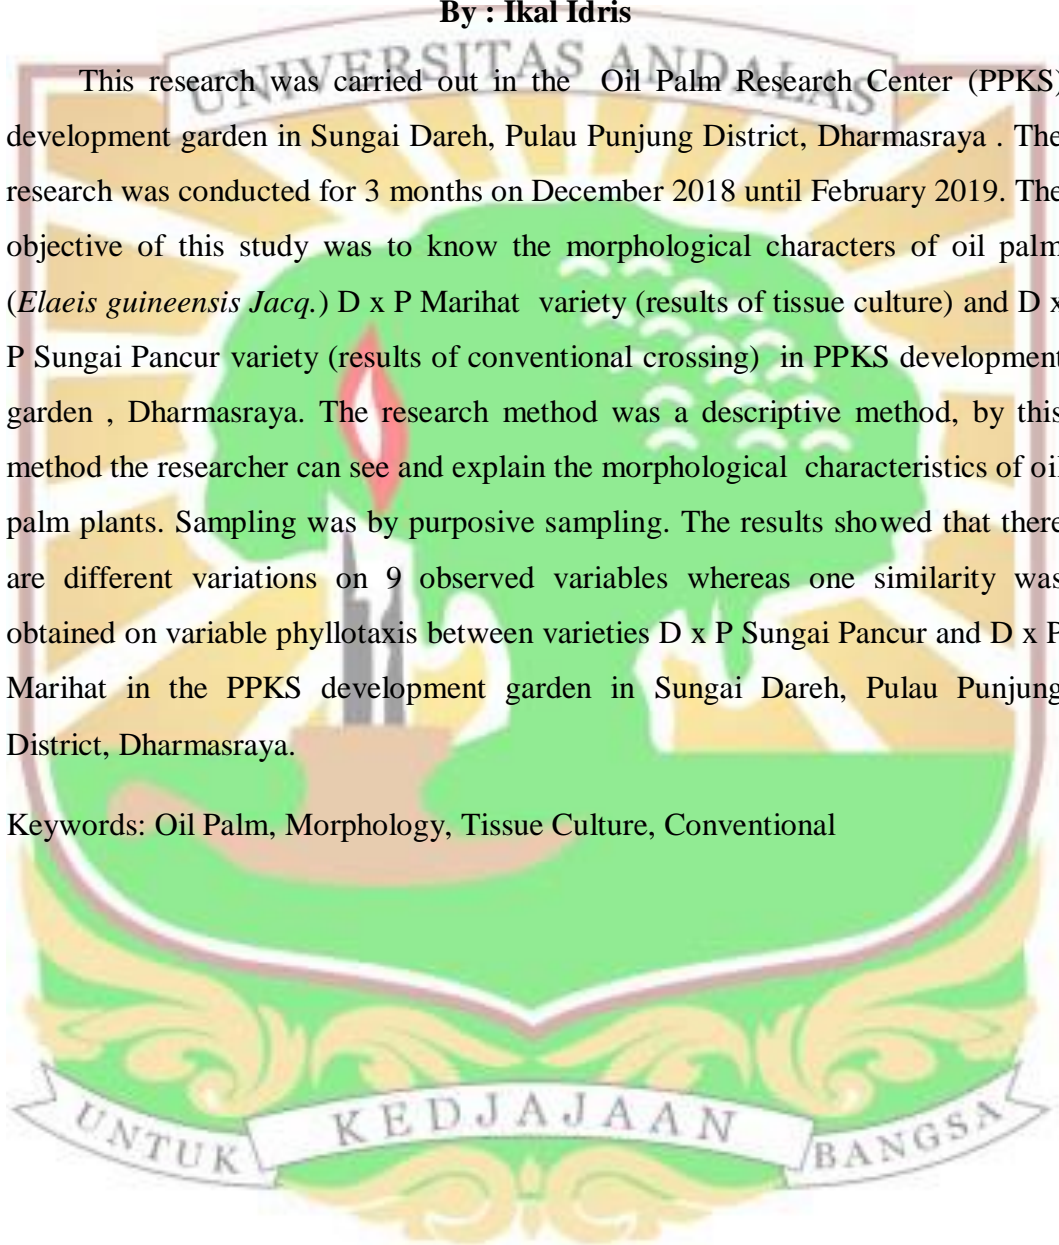 By : Ikal Idris
UNIVERSITAS ANDALAS
This research was carried out in the Oil Palm Research Center (PPKS)
development garden in Sungai Dareh, Pulau Punjung District, Dharmasraya . The
research was conducted for 3 months on December 2018 until February 2019. The
objective of this study was to know the morphological characters of oil palm
(Elaeis guineensis Jacq.) D x P Marihat variety (results of tissue culture) and D x
P Sungai Pancur variety (results of conventional crossing) in PPKS development
garden , Dharmasraya. The research method was a descriptive method, by this
method the researcher can see and explain the morphological characteristics of oil
palm plants. Sampling was by purposive sampling. The results showed that there
are different variations on 9 observed variables whereas one similarity was
obtained on variable phyllotaxis between varieties D x P Sungai Pancur and D x P
Marihat in the PPKS development garden in Sungai Dareh, Pulau Punjung
District, Dharmasraya.
Keywords: Oil Palm, Morphology, Tissue Culture, Conventional
UNTUK KEDJAJAAN BANGSA